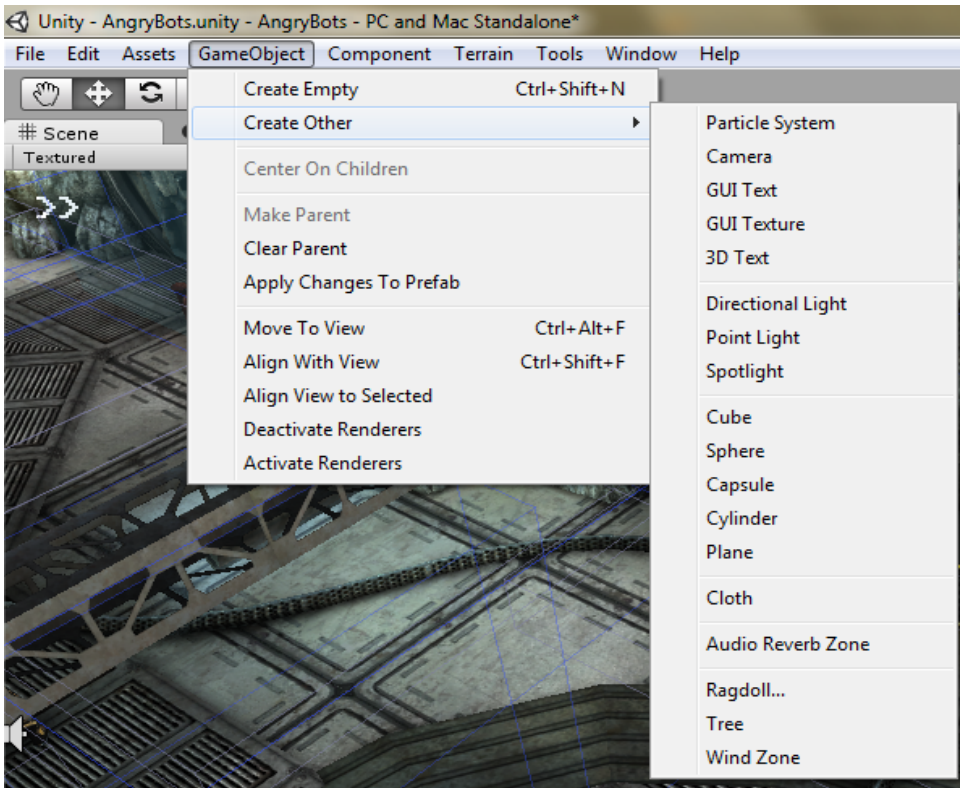 Unity - AngryBots.unity - AngryBots - PC and Mac Standalone*
File Edit Assets GameObject Component Terrain Tools Window Help
Create Empty Ctrl+Shift+N
Create Other
Center On Children
Make Parent
Clear Parent
Apply Changes To Prefab
Move To View Ctrl+Alt+F
Align With View Ctrl+Shift+F
Align View to Selected
Deactivate Renderers
Activate Renderers
Particle System
Camera
GUI Text
GUI Texture
3D Text
Directional Light
Point Light
Spotlight
Cube
Sphere
Capsule
Cylinder
Plane
Cloth
Audio Reverb Zone
Ragdoll...
Tree
Wind Zone
# Scene
Textured
>>